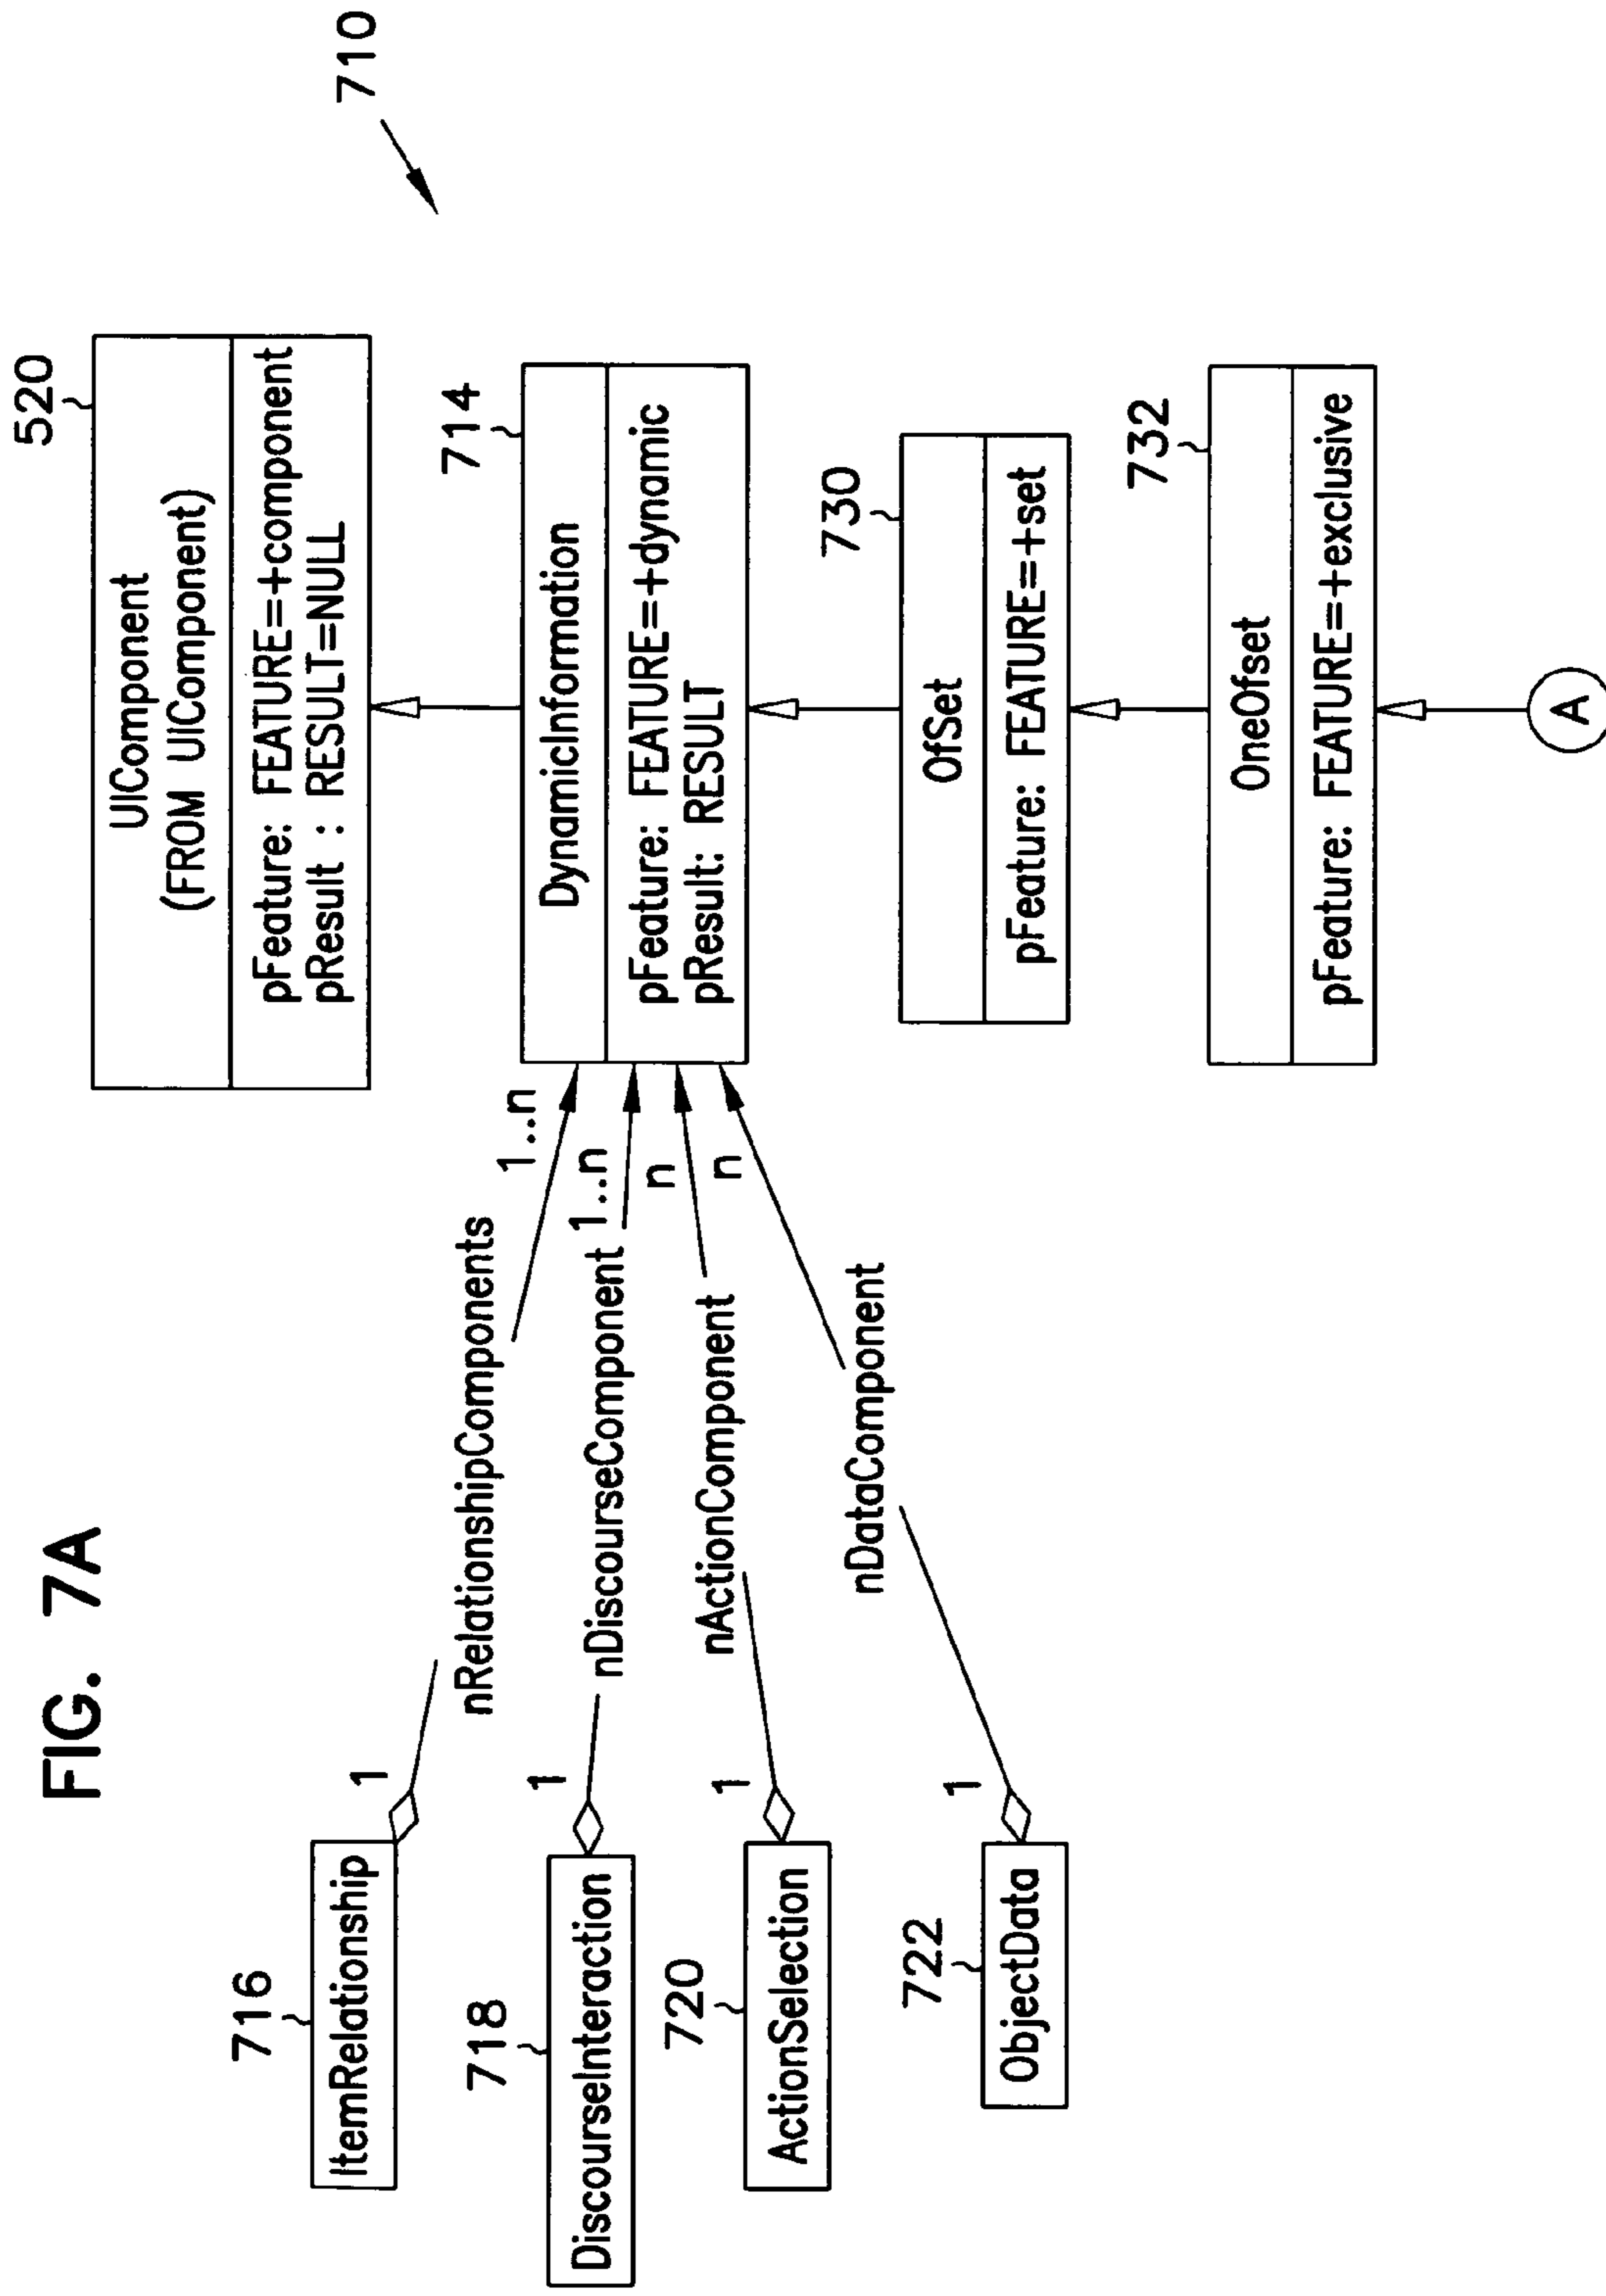 FIG. 7A
710
520
UIComponent
(FROM UIComponent)
pFeature: FEATURE=+component
pResult : RESULT=NULL
714
DynamicInformation
pFeature: FEATURE=+dynamic
pResult: RESULT
730
OfSet
pFeature: FEATURE=+set
732
OneOfset
pFeature: FEATURE=+exclusive
A
716
ItemRelationship
1
nRelationshipComponents
1..n
718
DiscourseInteraction
1
nDiscourseComponent
1..n
720
ActionSelection
1
nActionComponent
n
722
ObjectData
1
nDataComponent
n